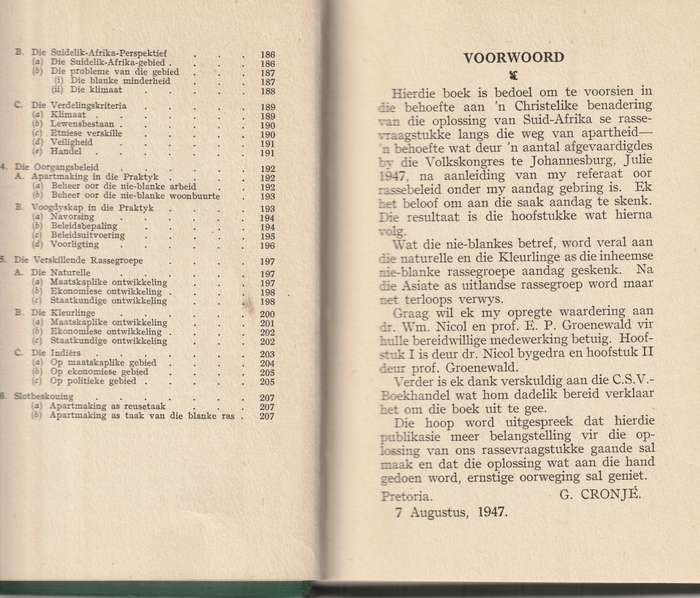 B. Die Suidelik-Afrika-Perspektief . . . 186
(a) Die Suidelik-Afrika-gebied . . . 186
(b) Die probleme van die gebied . . . 187
(i) Die blanke minderheid . . . 187
(ii) Die klimaat . . . . 188
C. Die Verdelingskriteria . . . . 189
(a) Klimaat . . . . . 189
(b) Lewensbestaan . . . . . 190
(c) Etniese verskille . . . . 190
(d) Veiligheid . . . . . 191
(e) Handel . . . . . 191
4. Die Oorgangsbeleid . . . . . 192
A. Apartmaking in die Praktyk . . . . 192
(a) Beheer oor die nie-blanke arbeid . . 192
(b) Beheer oor die nie-blanke woonbuurte . 193
B. Voogdyskap in die Praktyk . . . . 193
(a) Navorsing . . . . . 194
(b) Beleidsbepaling . . . . 194
(c) Beleidsuitvoering . . . . 195
(d) Voorligting . . . . . 196
5. Die Verskillende Rassegroepe . . . 197
A. Die Naturelle . . . . . 197
(a) Maatskaplike ontwikkeling . . . 197
(b) Ekonomiese ontwikkeling . . . . 198
(c) Staatkundige ontwikkeling . . . 198
B. Die Kleurlinge . . . . . 200
(a) Maatskaplike ontwikkeling . . . 201
(b) Ekonomiese ontwikkeling . . . . 202
(c) Staatkundige ontwikkeling . . . 202
C. Die Indiërs . . . . . 203
(a) Op maatskaplike gebied . . . . 204
(b) Op ekonomiese gebied . . . . 205
(c) Op politieke gebied . . . . . 205
6. Slotbeskouing . . . . . 207
(a) Apartmaking as reusetaak . . . 207
(b) Apartmaking as taak van die blanke ras . 207
VOORWOORD
Hierdie boek is bedoel om te voorsien in
die behoefte aan 'n Christelike benadering
van die oplossing van Suid-Afrika se rasse-
vraagstukke langs die weg van apartheid—
'n behoefte wat deur 'n aantal afgevaardigdes
by die Volkskongres te Johannesburg, Julie
1947, na aanleiding van my referaat oor
rassebeleid onder my aandag gebring is. Ek
het beloof om aan die saak aandag te skenk.
Die resultaat is die hoofstukke wat hierna
volg.
Wat die nie-blankes betref, word veral aan
die naturelle en die Kleurlinge as die inheemse
nie-blanke rassegroepe aandag geskenk. Na
die Asiate as uitlandse rassegroep word maar
net terloops verwys.
Graag wil ek my opregte waardering aan
dr. Wm. Nicol en prof. E. P. Groenewald vir
hulle bereidwillige medewerking betuig. Hoof-
stuk I is deur dr. Nicol bygedra en hoofstuk II
deur prof. Groenewald.
Verder is ek dank verskuldig aan die C.S.V.-
Boekhandel wat hom dadelik bereid verklaar
het om die boek uit te gee.
Die hoop word uitgespreek dat hierdie
publikasie meer belangstelling vir die op-
lossing van ons rassevraagstukke gaande sal
maak en dat die oplossing wat aan die hand
gedoen word, ernstige oorweging sal geniet.
Pretoria. G. CRONJÉ.
7 Augustus, 1947.